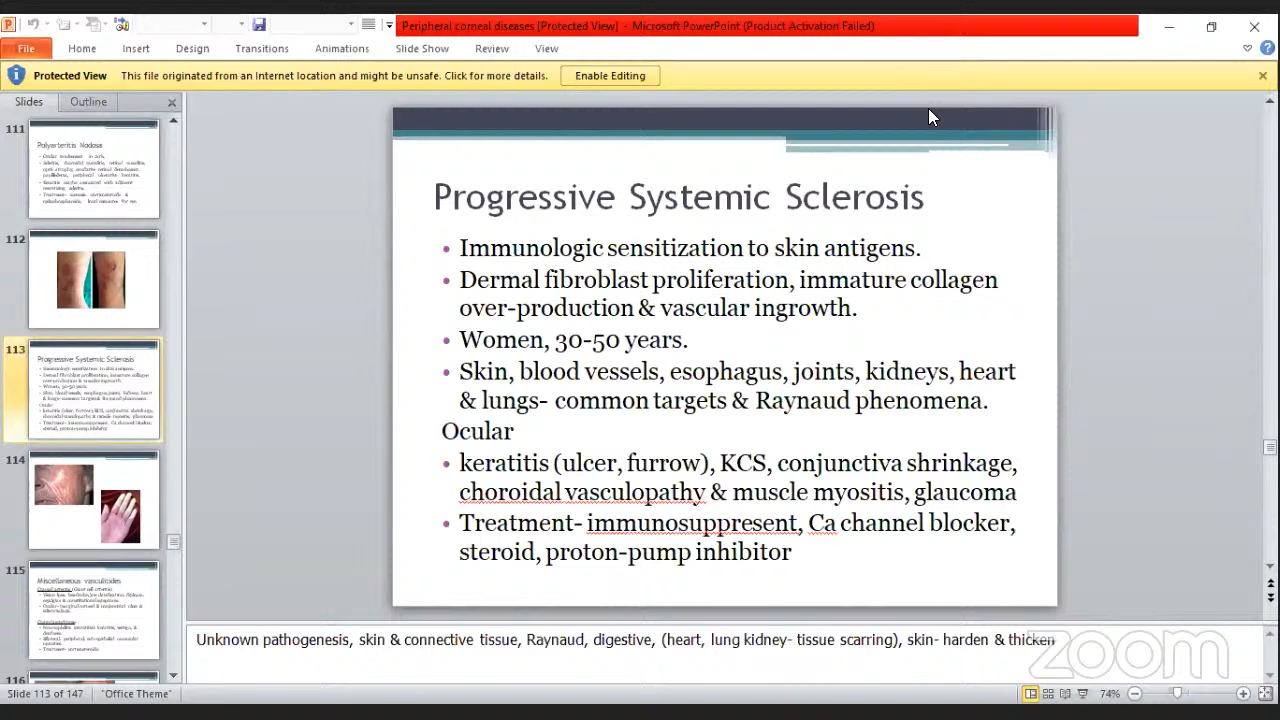 Peripheral corneal diseases [Protected View] - Microsoft PowerPoint (Product Activation Failed)
File Home Insert Design Transitions Animations Slide Show Review View
Protected View This file originated from an Internet location and might be unsafe. Click for more details. Enable Editing
Slides Outline
111
Polyarteritis Nodosa
112
113
Progressive Systemic Sclerosis
114
115
Miscellaneous vasculitides
116
Progressive Systemic Sclerosis
• Immunologic sensitization to skin antigens.
• Dermal fibroblast proliferation, immature collagen
over-production & vascular ingrowth.
• Women, 30-50 years.
• Skin, blood vessels, esophagus, joints, kidneys, heart
& lungs- common targets & Raynaud phenomena.
Ocular
• keratitis (ulcer, furrow), KCS, conjunctiva shrinkage,
choroidal vasculopathy & muscle myositis, glaucoma
• Treatment- immunosuppresent, Ca channel blocker,
steroid, proton-pump inhibitor
Unknown pathogenesis, skin & connective tissue, Raynaud, digestive, (heart, lung kidney- tissue scarring), skin- harden & thicken
zoom
Slide 113 of 147 "Office Theme" 74%